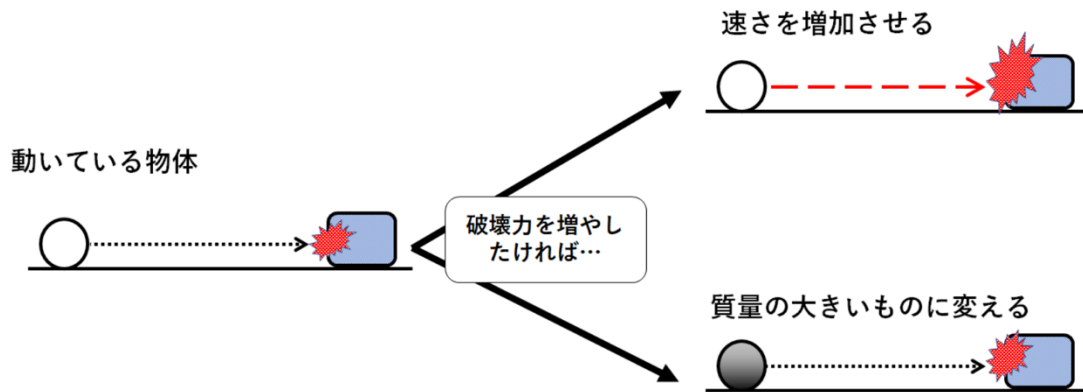 速さを増加させる
動いている物体
破壊力を増やし
たければ…
質量の大きいものに変える